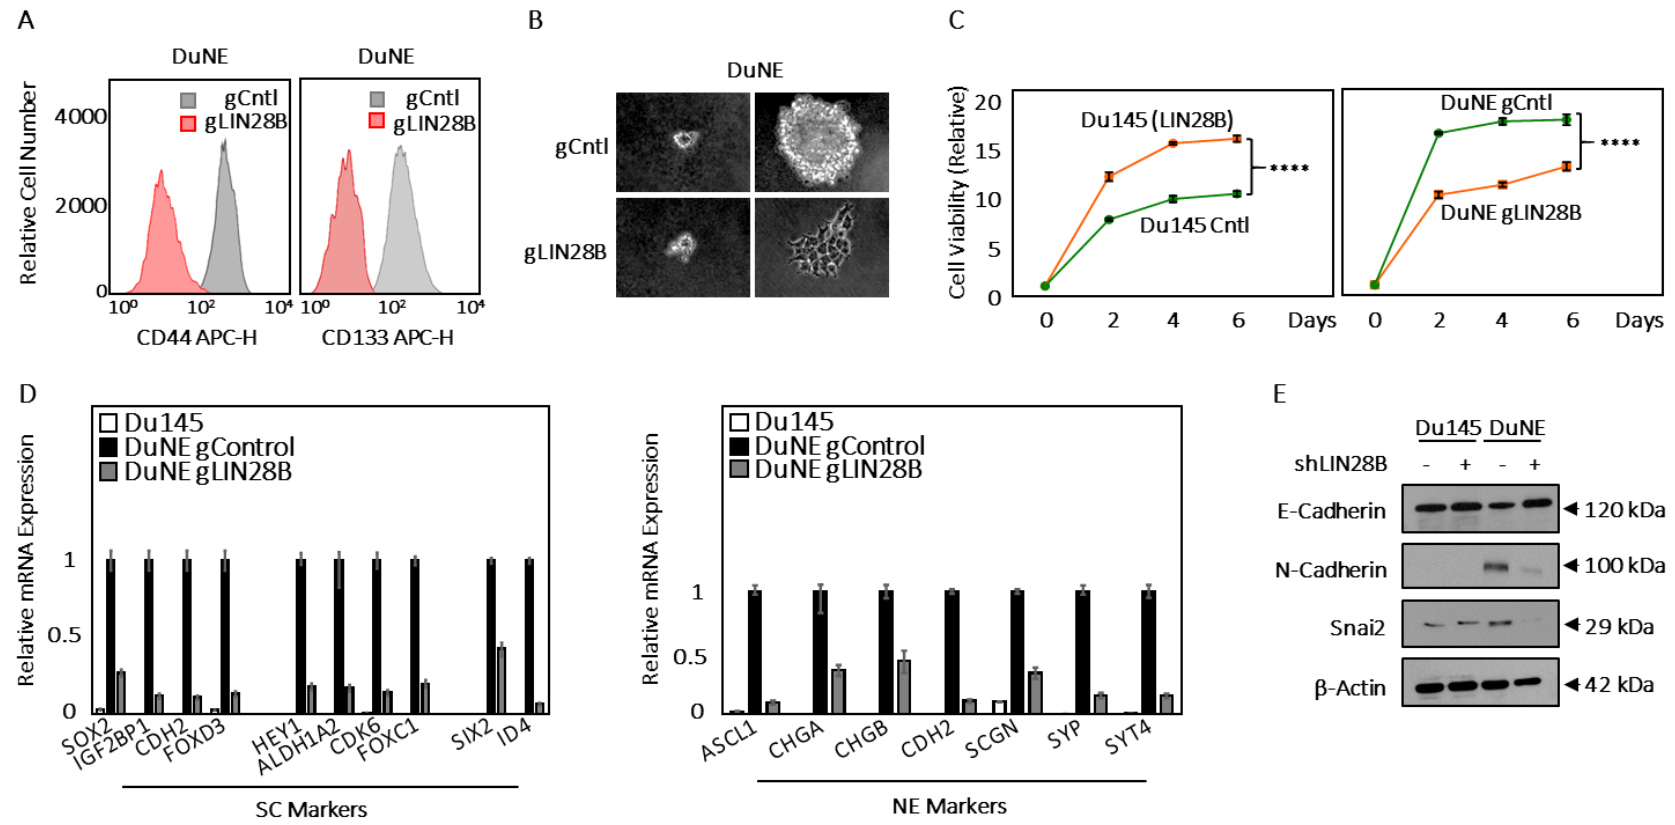 A
DuNE
DuNE
Relative Cell Number
4000
2000
0
gCntl
gLIN28B
gCntl
gLIN28B
10⁰ 10² 10⁴
10⁰ 10² 10⁴
CD44 APC-H
CD133 APC-H
B
DuNE
gCntl
gLIN28B
C
Cell Viability (Relative)
20
15
10
5
0
Du145 (LIN28B)
Du145 Cntl
****
0 2 4 6 Days
DuNE gCntl
DuNE gLIN28B
****
0 2 4 6 Days
D
Relative mRNA Expression
1
0.5
0
Du145
DuNE gControl
DuNE gLIN28B
SOX2
IGF2BP1
CDH2
FOXD3
HEY1
ALDH1A2
CDK6
FOXC1
SIX2
ID4
SC Markers
Relative mRNA Expression
1
0.5
0
Du145
DuNE gControl
DuNE gLIN28B
ASCL1
CHGA
CHGB
CDH2
SCGN
SYP
SYT4
NE Markers
E
Du145 DuNE
shLIN28B - + - +
E-Cadherin 120 kDa
N-Cadherin 100 kDa
Snai2 29 kDa
β-Actin 42 kDa